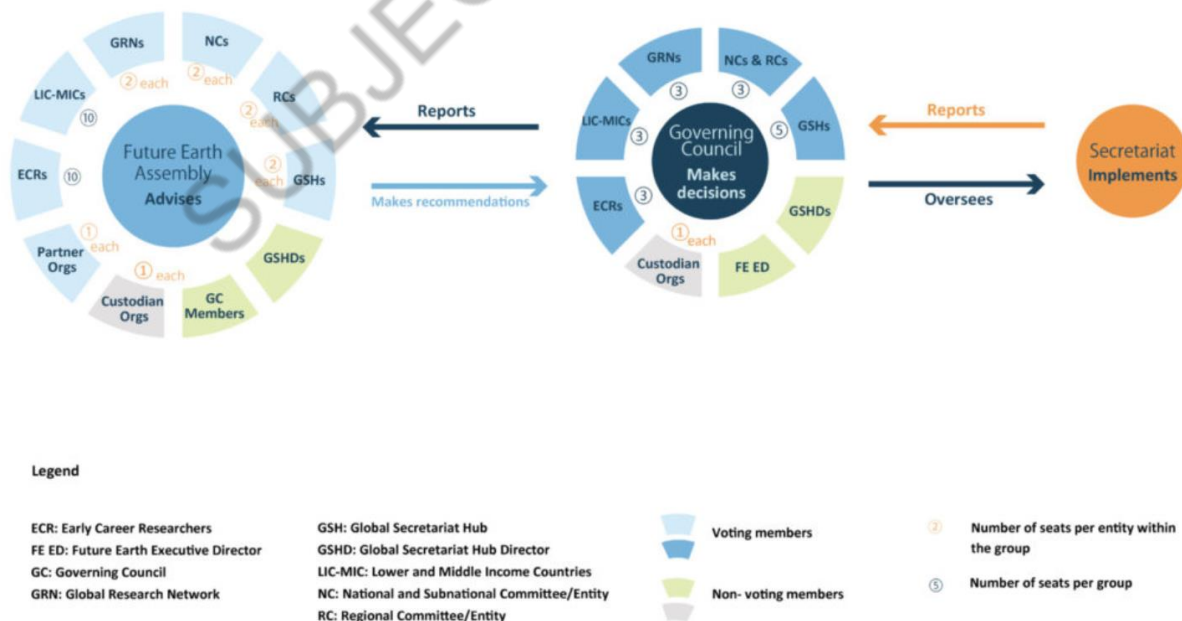 SUBJEC
GRNs
NCs
2 each
2 each
LIC-MICs
10
RCs
2 each
ECRs
10
Future Earth
Assembly
Advises
2 each
GSHs
Partner
Orgs
1 each
1 each
GSHDs
Custodian
Orgs
GC
Members
Reports
Makes recommendations
GRNs
3
NCs & RCs
3
LIC-MICs
3
GSHs
5
ECRs
3
Governing
Council
Makes
decisions
1 each
GSHDs
Custodian
Orgs
FE ED
Reports
Oversees
Secretariat
Implements
Legend
ECR: Early Career Researchers
FE ED: Future Earth Executive Director
GC: Governing Council
GRN: Global Research Network
GSH: Global Secretariat Hub
GSHD: Global Secretariat Hub Director
LIC-MIC: Lower and Middle Income Countries
NC: National and Subnational Committee/Entity
RC: Regional Committee/Entity
Voting members
Non- voting members
2 Number of seats per entity within
the group
5 Number of seats per group